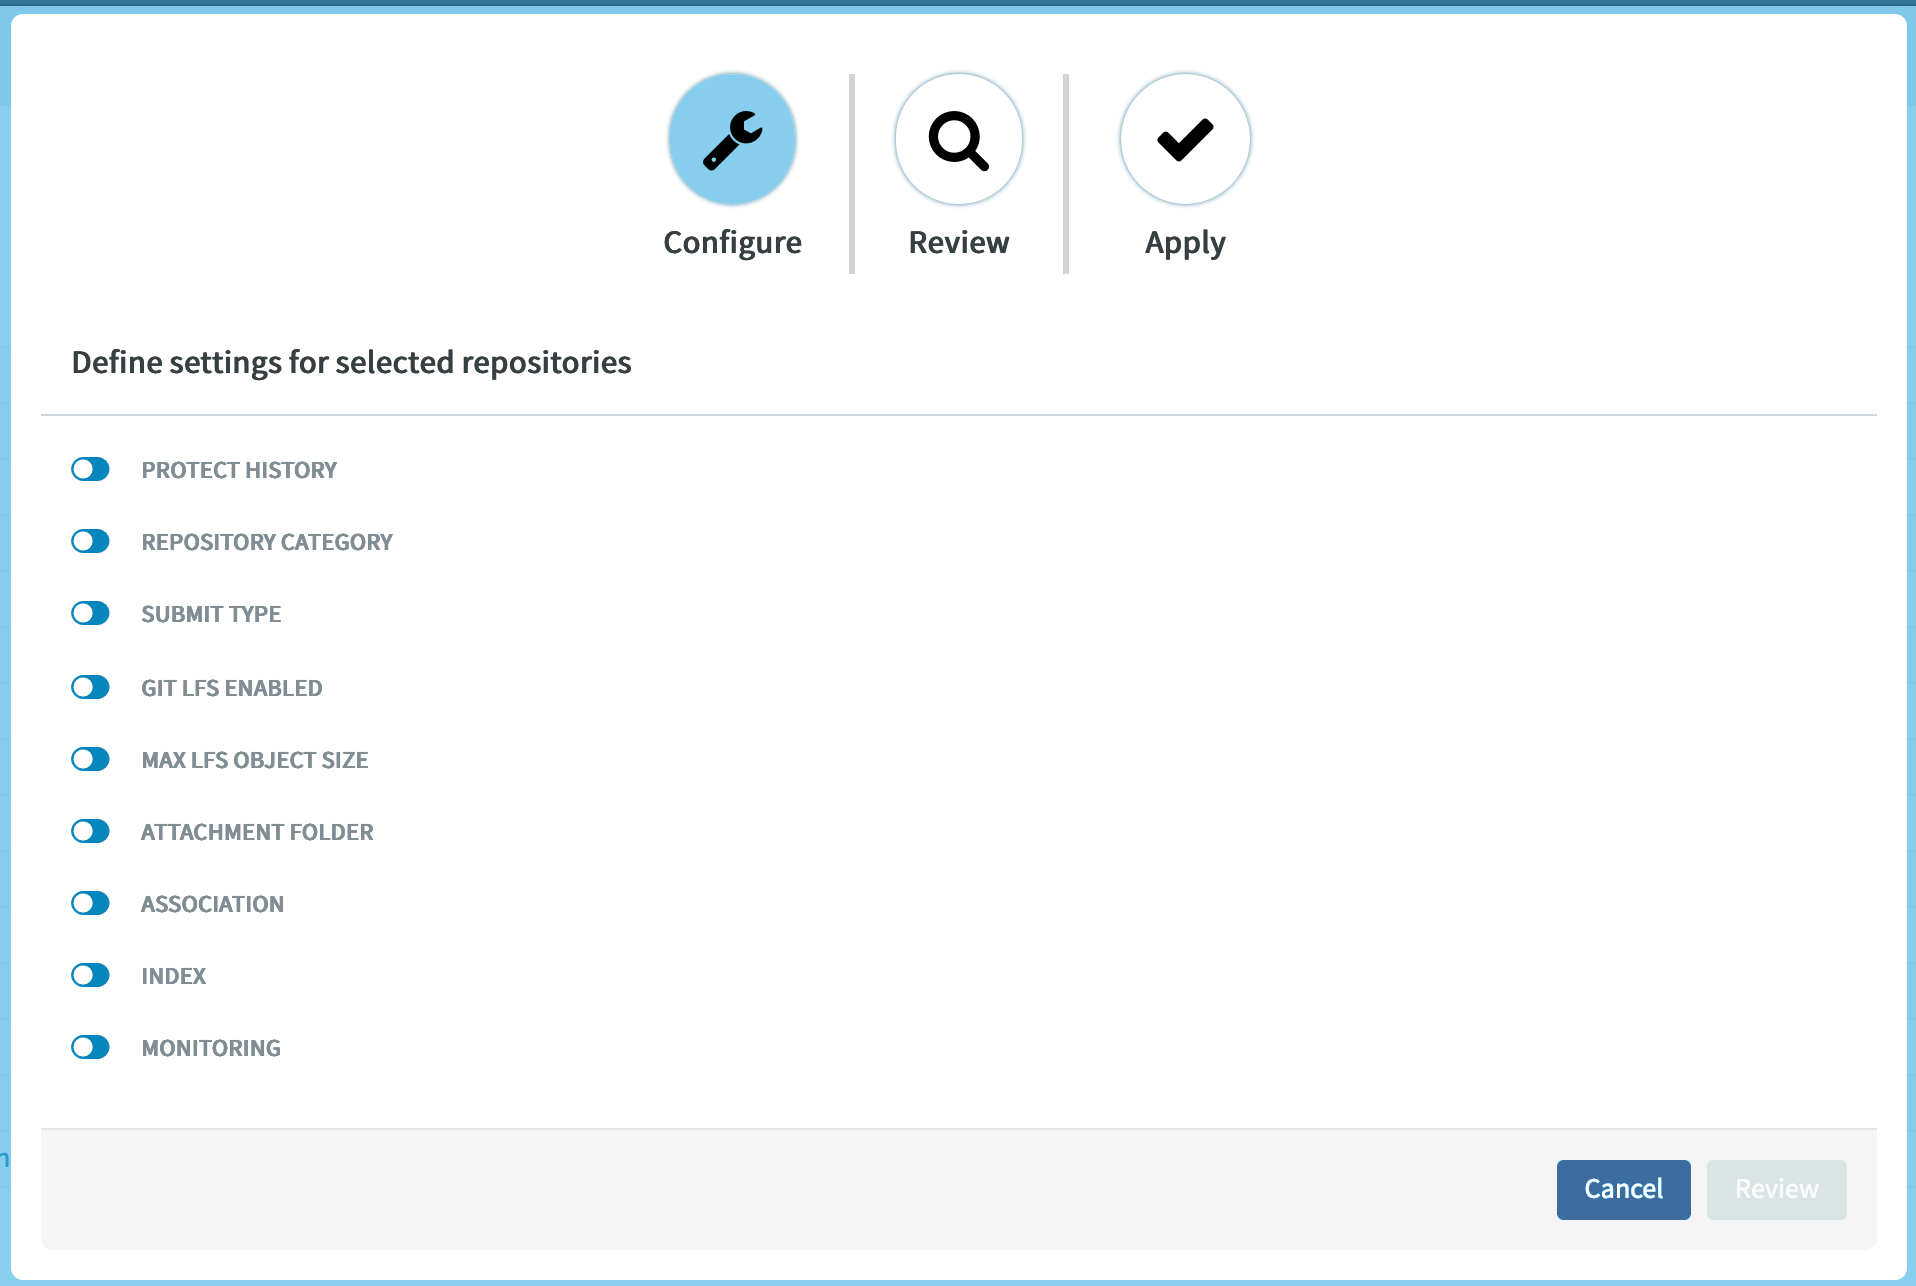 Configure
Review
Apply
Define settings for selected repositories
PROTECT HISTORY
REPOSITORY CATEGORY
SUBMIT TYPE
GIT LFS ENABLED
MAX LFS OBJECT SIZE
ATTACHMENT FOLDER
ASSOCIATION
INDEX
MONITORING
Cancel
Review